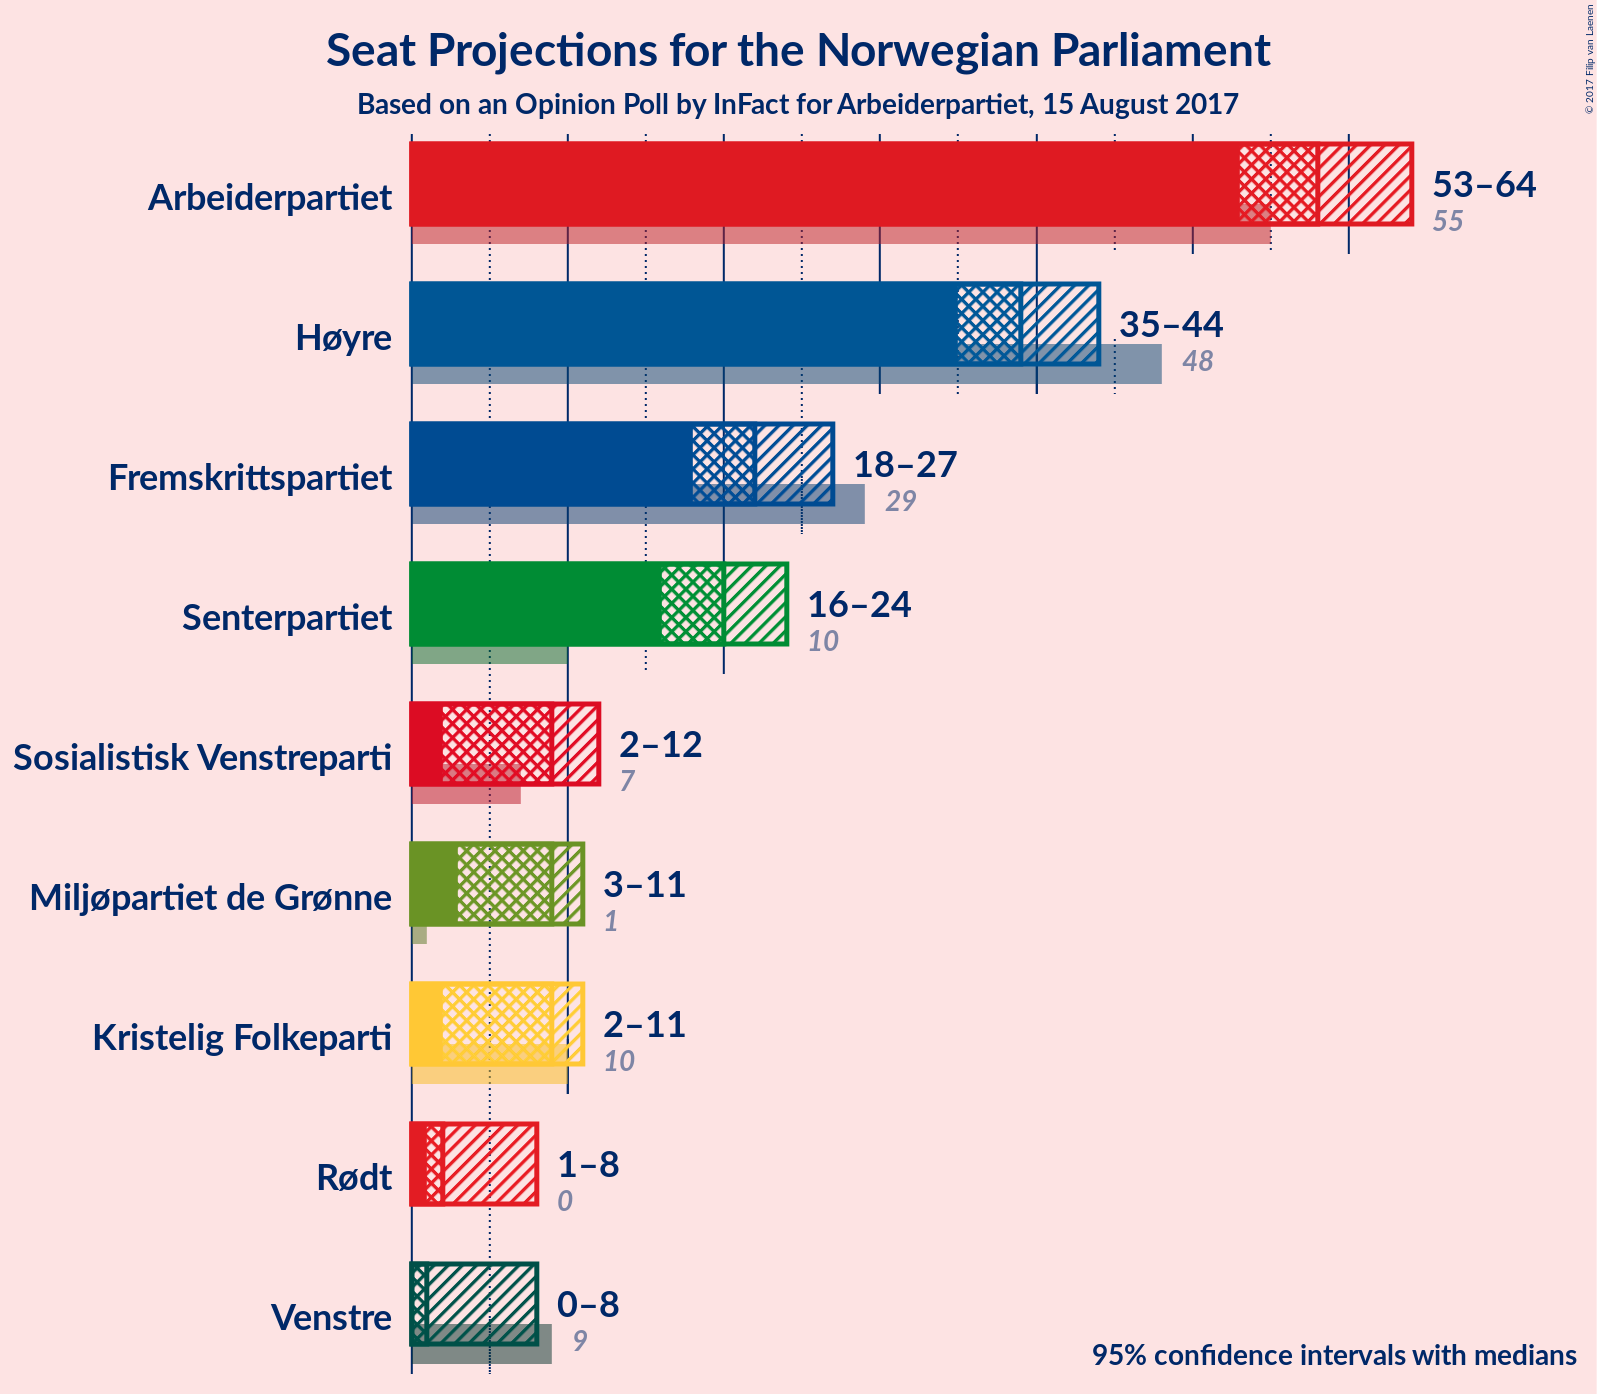 Seat Projections for the Norwegian Parliament
Based on an Opinion Poll by InFact for Arbeiderpartiet, 15 August 2017
© 2017 Filip van Laenen
Arbeiderpartiet
53–64
55
Høyre
35–44
48
Fremskrittspartiet
18–27
29
Senterpartiet
16–24
10
Sosialistisk Venstreparti
2–12
7
Miljøpartiet de Grønne
3–11
1
Kristelig Folkeparti
2–11
10
Rødt
1–8
0
Venstre
0–8
9
95% confidence intervals with medians